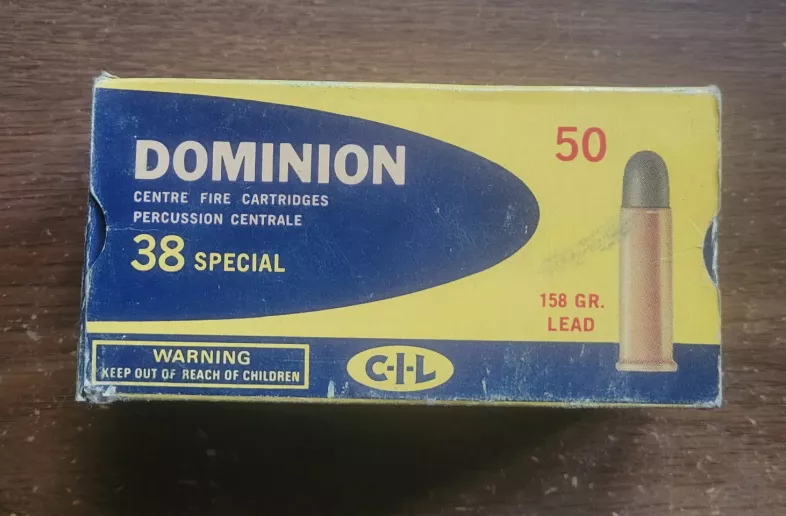 DOMINION
CENTRE FIRE CARTRIDGES
PERCUSSION CENTRALE
38 SPECIAL
50
158 GR.
LEAD
WARNING
KEEP OUT OF REACH OF CHILDREN
C-I-L